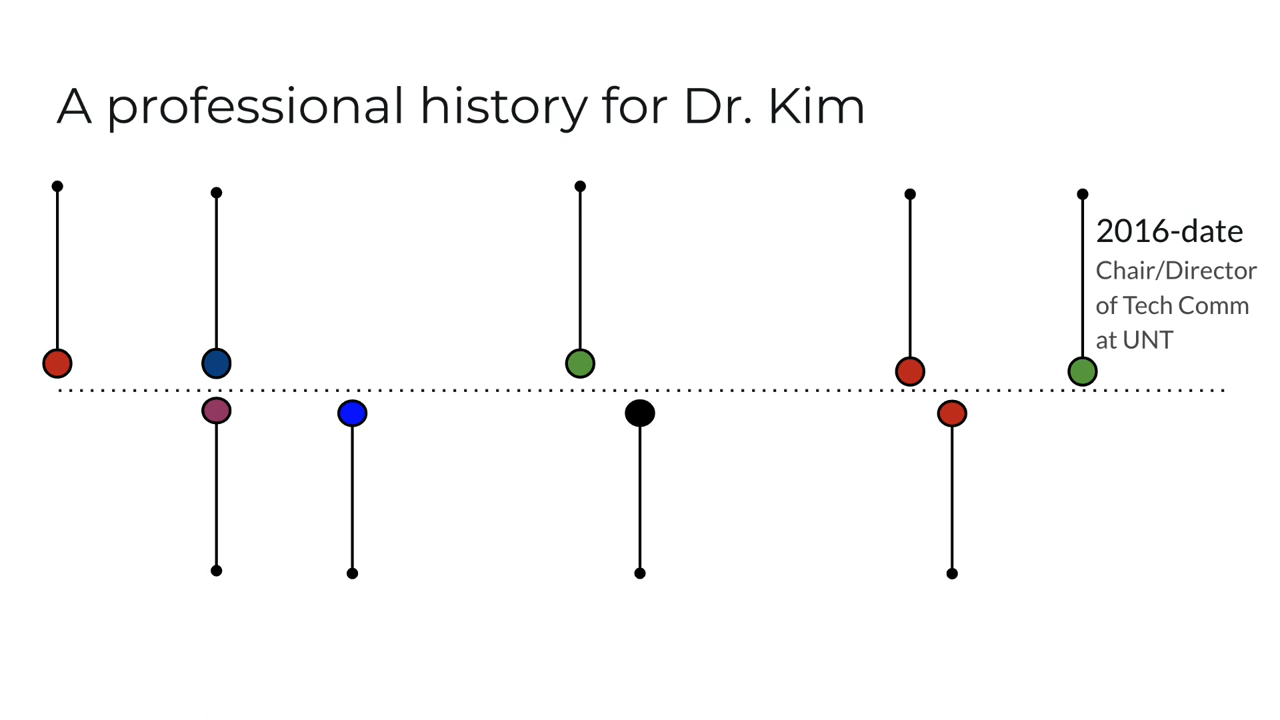 A professional history for Dr. Kim
2016-date
Chair/Director
of Tech Comm
at UNT